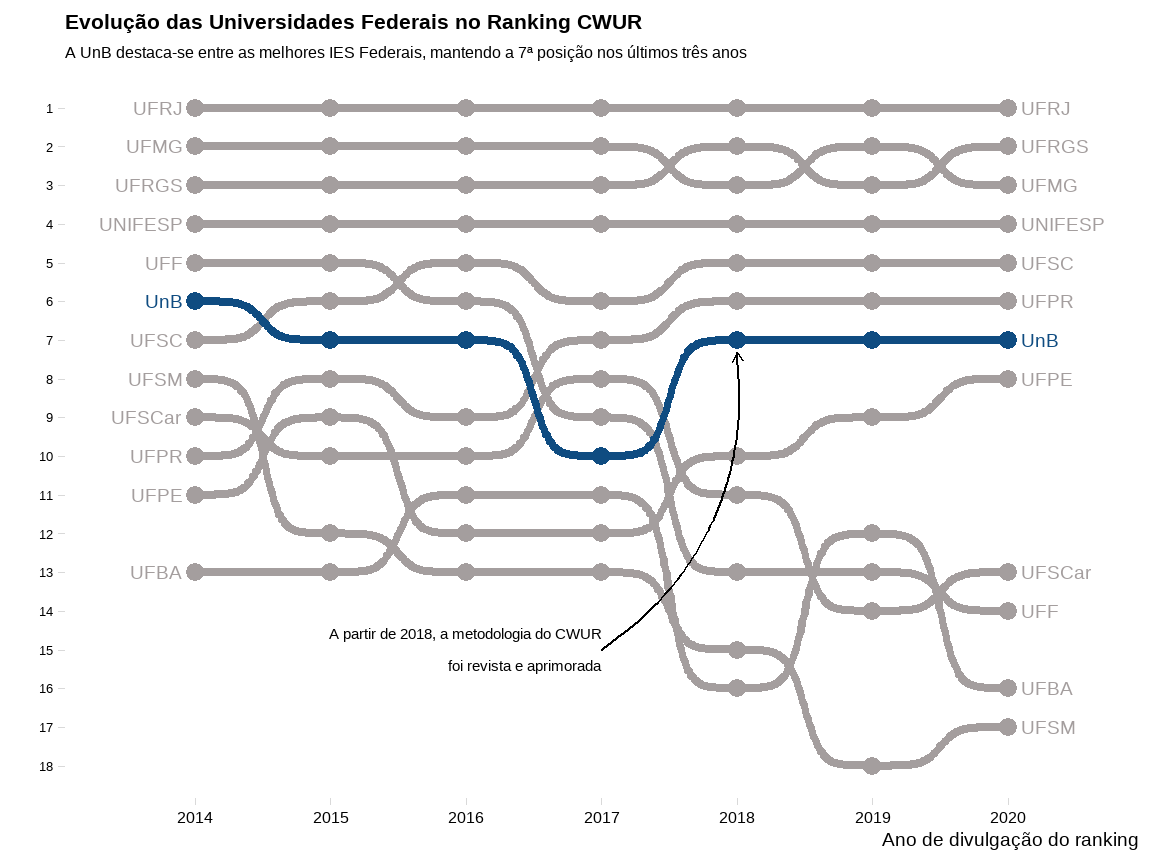 Evolução das Universidades Federais no Ranking CWUR
A UnB destaca-se entre as melhores IES Federais, mantendo a 7ª posição nos últimos três anos
1 UFRJ UFRJ
2 UFMG UFRGS
3 UFRGS UFMG
4 UNIFESP UNIFESP
5 UFF UFSC
6 UnB UFPR
7 UFSC UnB
8 UFSM UFPE
9 UFSCar
10 UFPR
11 UFPE
12
13 UFBA UFSCar
14 UFF
A partir de 2018, a metodologia do CWUR
15
foi revista e aprimorada
16 UFBA
17 UFSM
18
2014 2015 2016 2017 2018 2019 2020
Ano de divulgação do ranking